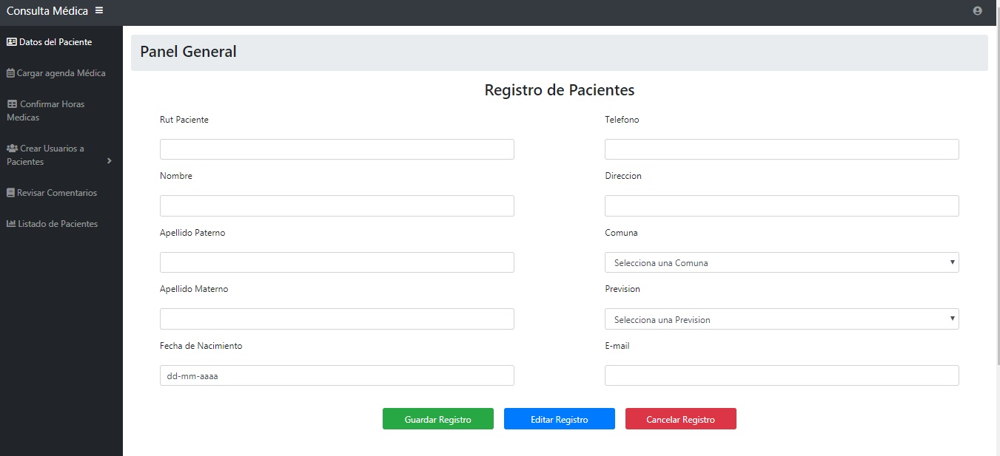 Consulta Médica
Datos del Paciente
Cargar agenda Médica
Confirmar Horas
Medicas
Crear Usuarios a
Pacientes
Revisar Comentarios
Listado de Pacientes
Panel General
Registro de Pacientes
Rut Paciente
Telefono
Nombre
Direccion
Apellido Paterno
Comuna
Selecciona una Comuna
Apellido Materno
Prevision
Selecciona una Prevision
Fecha de Nacimiento
E-mail
dd-mm-aaaa
Guardar Registro
Editar Registro
Cancelar Registro